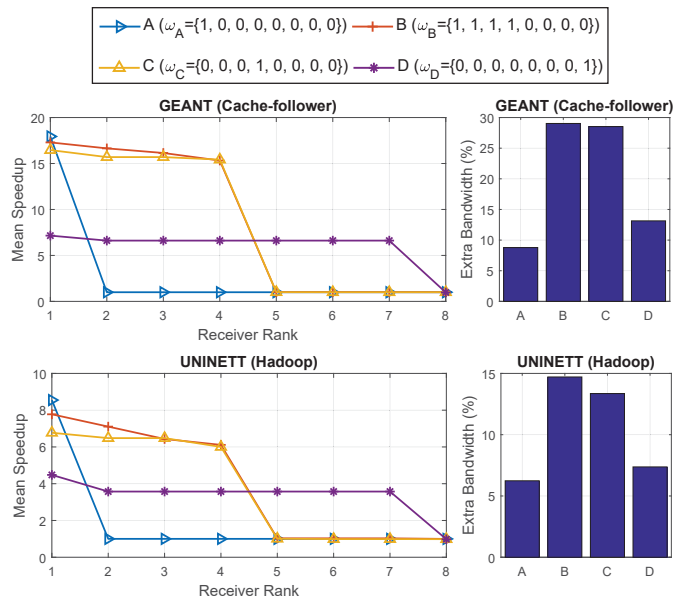 A (ω_A={1, 0, 0, 0, 0, 0, 0, 0}) B (ω_B={1, 1, 1, 1, 0, 0, 0, 0})
C (ω_C={0, 0, 0, 1, 0, 0, 0, 0}) D (ω_D={0, 0, 0, 0, 0, 0, 0, 1})
GEANT (Cache-follower)
Mean Speedup
20
15
10
5
0
1 2 3 4 5 6 7 8
Receiver Rank
GEANT (Cache-follower)
Extra Bandwidth (%)
30
25
20
15
10
5
0
A B C D
UNINETT (Hadoop)
Mean Speedup
10
8
6
4
2
0
1 2 3 4 5 6 7 8
Receiver Rank
UNINETT (Hadoop)
Extra Bandwidth (%)
15
10
5
0
A B C D